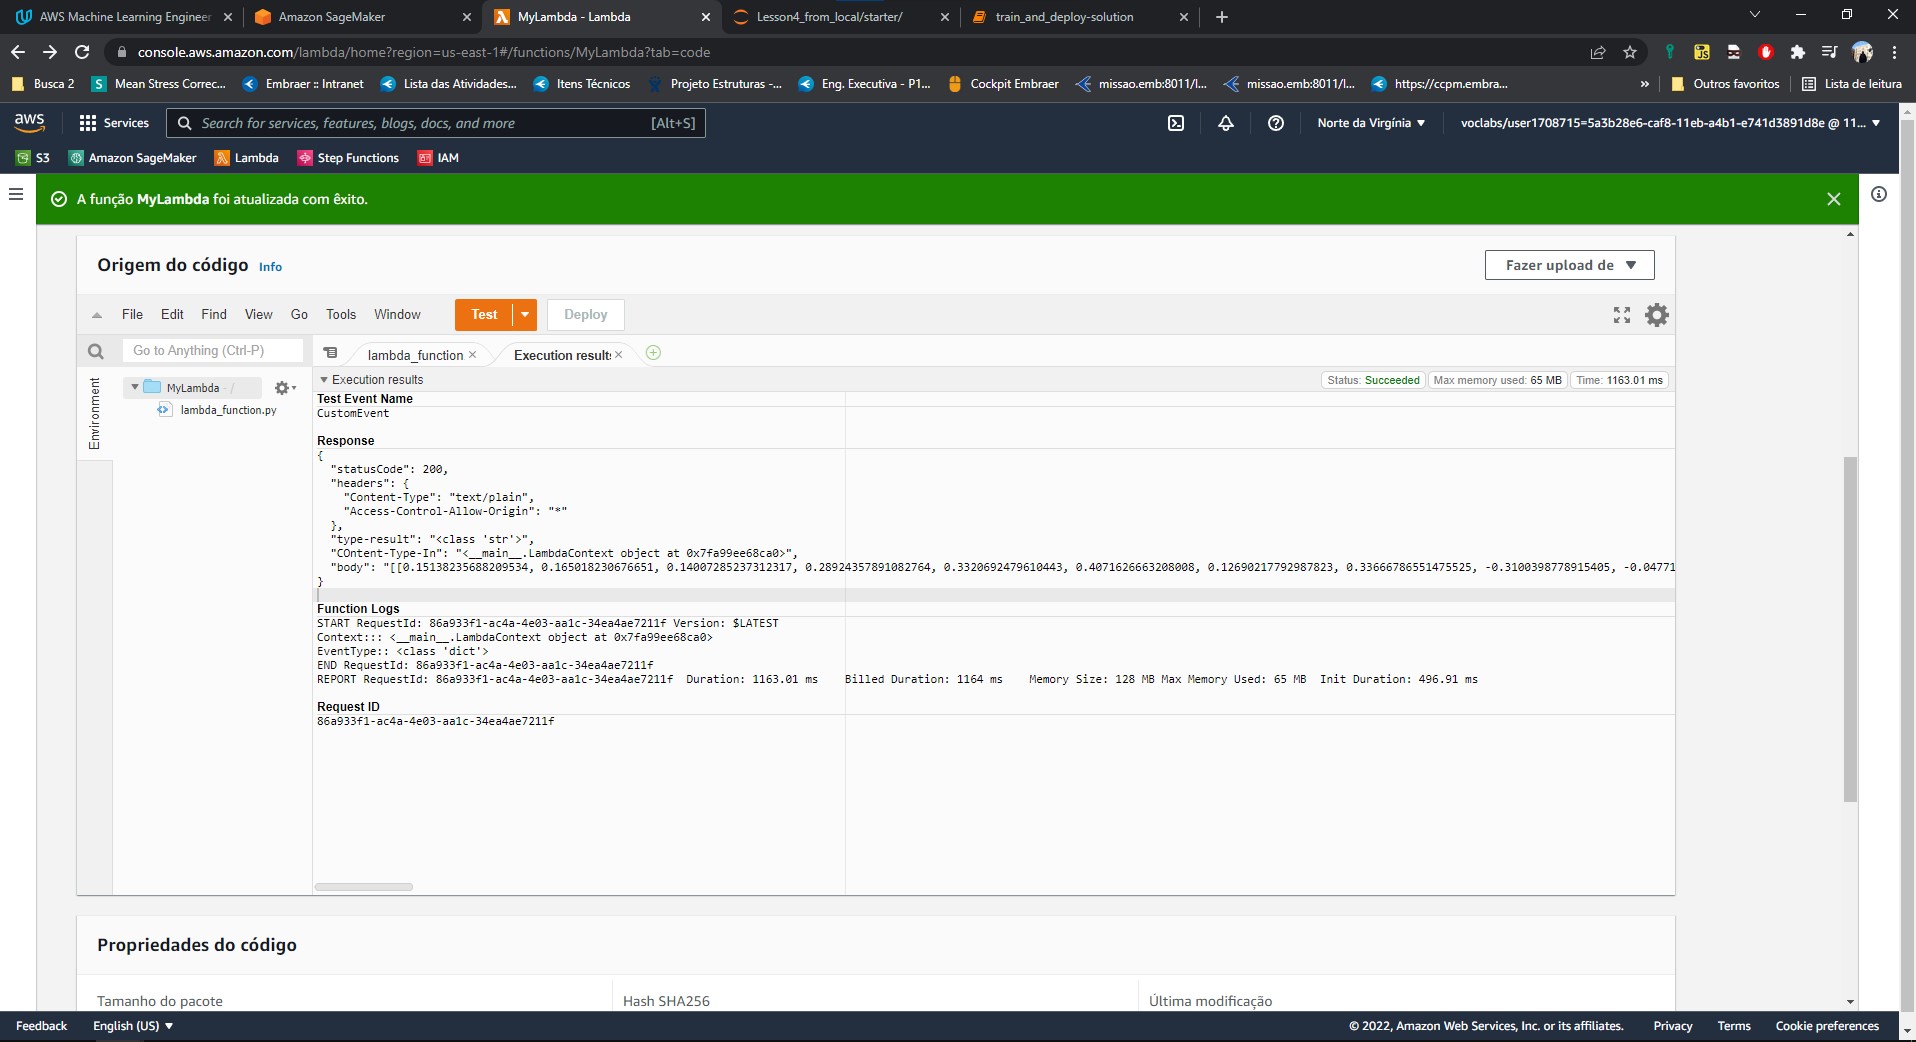 AWS Machine Learning Engineer
Amazon SageMaker
MyLambda - Lambda
Lesson4_from_local/starter/
train_and_deploy-solution
console.aws.amazon.com/lambda/home?region=us-east-1#/functions/MyLambda?tab=code
Busca 2
Mean Stress Correc...
Embraer :: Intranet
Lista das Atividades...
Itens Técnicos
Projeto Estruturas -...
Eng. Executiva - P1...
Cockpit Embraer
missao.emb:8011/l...
missao.emb:8011/l...
https://ccpm.embra...
»
Outros favoritos
Lista de leitura
aws
Services
Search for services, features, blogs, docs, and more
[Alt+S]
Norte da Virgínia
voclabs/user1708715=5a3b28e6-caf8-11eb-a4b1-e741d3891d8e @ 11...
S3
Amazon SageMaker
Lambda
Step Functions
IAM
A função MyLambda foi atualizada com êxito.
Origem do código Info
Fazer upload de
File Edit Find View Go Tools Window
Test
Deploy
Go to Anything (Ctrl-P)
lambda_function
Execution results
Environment
MyLambda - /
lambda_function.py
Execution results
Status: Succeeded
Max memory used: 65 MB
Time: 1163.01 ms
Test Event Name
CustomEvent
Response
{
"statusCode": 200,
"headers": {
"Content-Type": "text/plain",
"Access-Control-Allow-Origin": "*"
},
"type-result": "<class 'str'>",
"COntent-Type-In": "<__main__.LambdaContext object at 0x7fa99ee68ca0>",
"body": "[[0.15138235688209534, 0.165018230676651, 0.14007285237312317, 0.28924357891082764, 0.3320692479610443, 0.4071626663208008, 0.12690217792987823, 0.33666786551475525, -0.3100398778915405, -0.04771
}
Function Logs
START RequestId: 86a933f1-ac4a-4e03-aa1c-34ea4ae7211f Version: $LATEST
Context::: <__main__.LambdaContext object at 0x7fa99ee68ca0>
EventType:: <class 'dict'>
END RequestId: 86a933f1-ac4a-4e03-aa1c-34ea4ae7211f
REPORT RequestId: 86a933f1-ac4a-4e03-aa1c-34ea4ae7211f Duration: 1163.01 ms Billed Duration: 1164 ms Memory Size: 128 MB Max Memory Used: 65 MB Init Duration: 496.91 ms
Request ID
86a933f1-ac4a-4e03-aa1c-34ea4ae7211f
Propriedades do código
Tamanho do pacote
Hash SHA256
Última modificação
Feedback
English (US)
© 2022, Amazon Web Services, Inc. or its affiliates.
Privacy
Terms
Cookie preferences